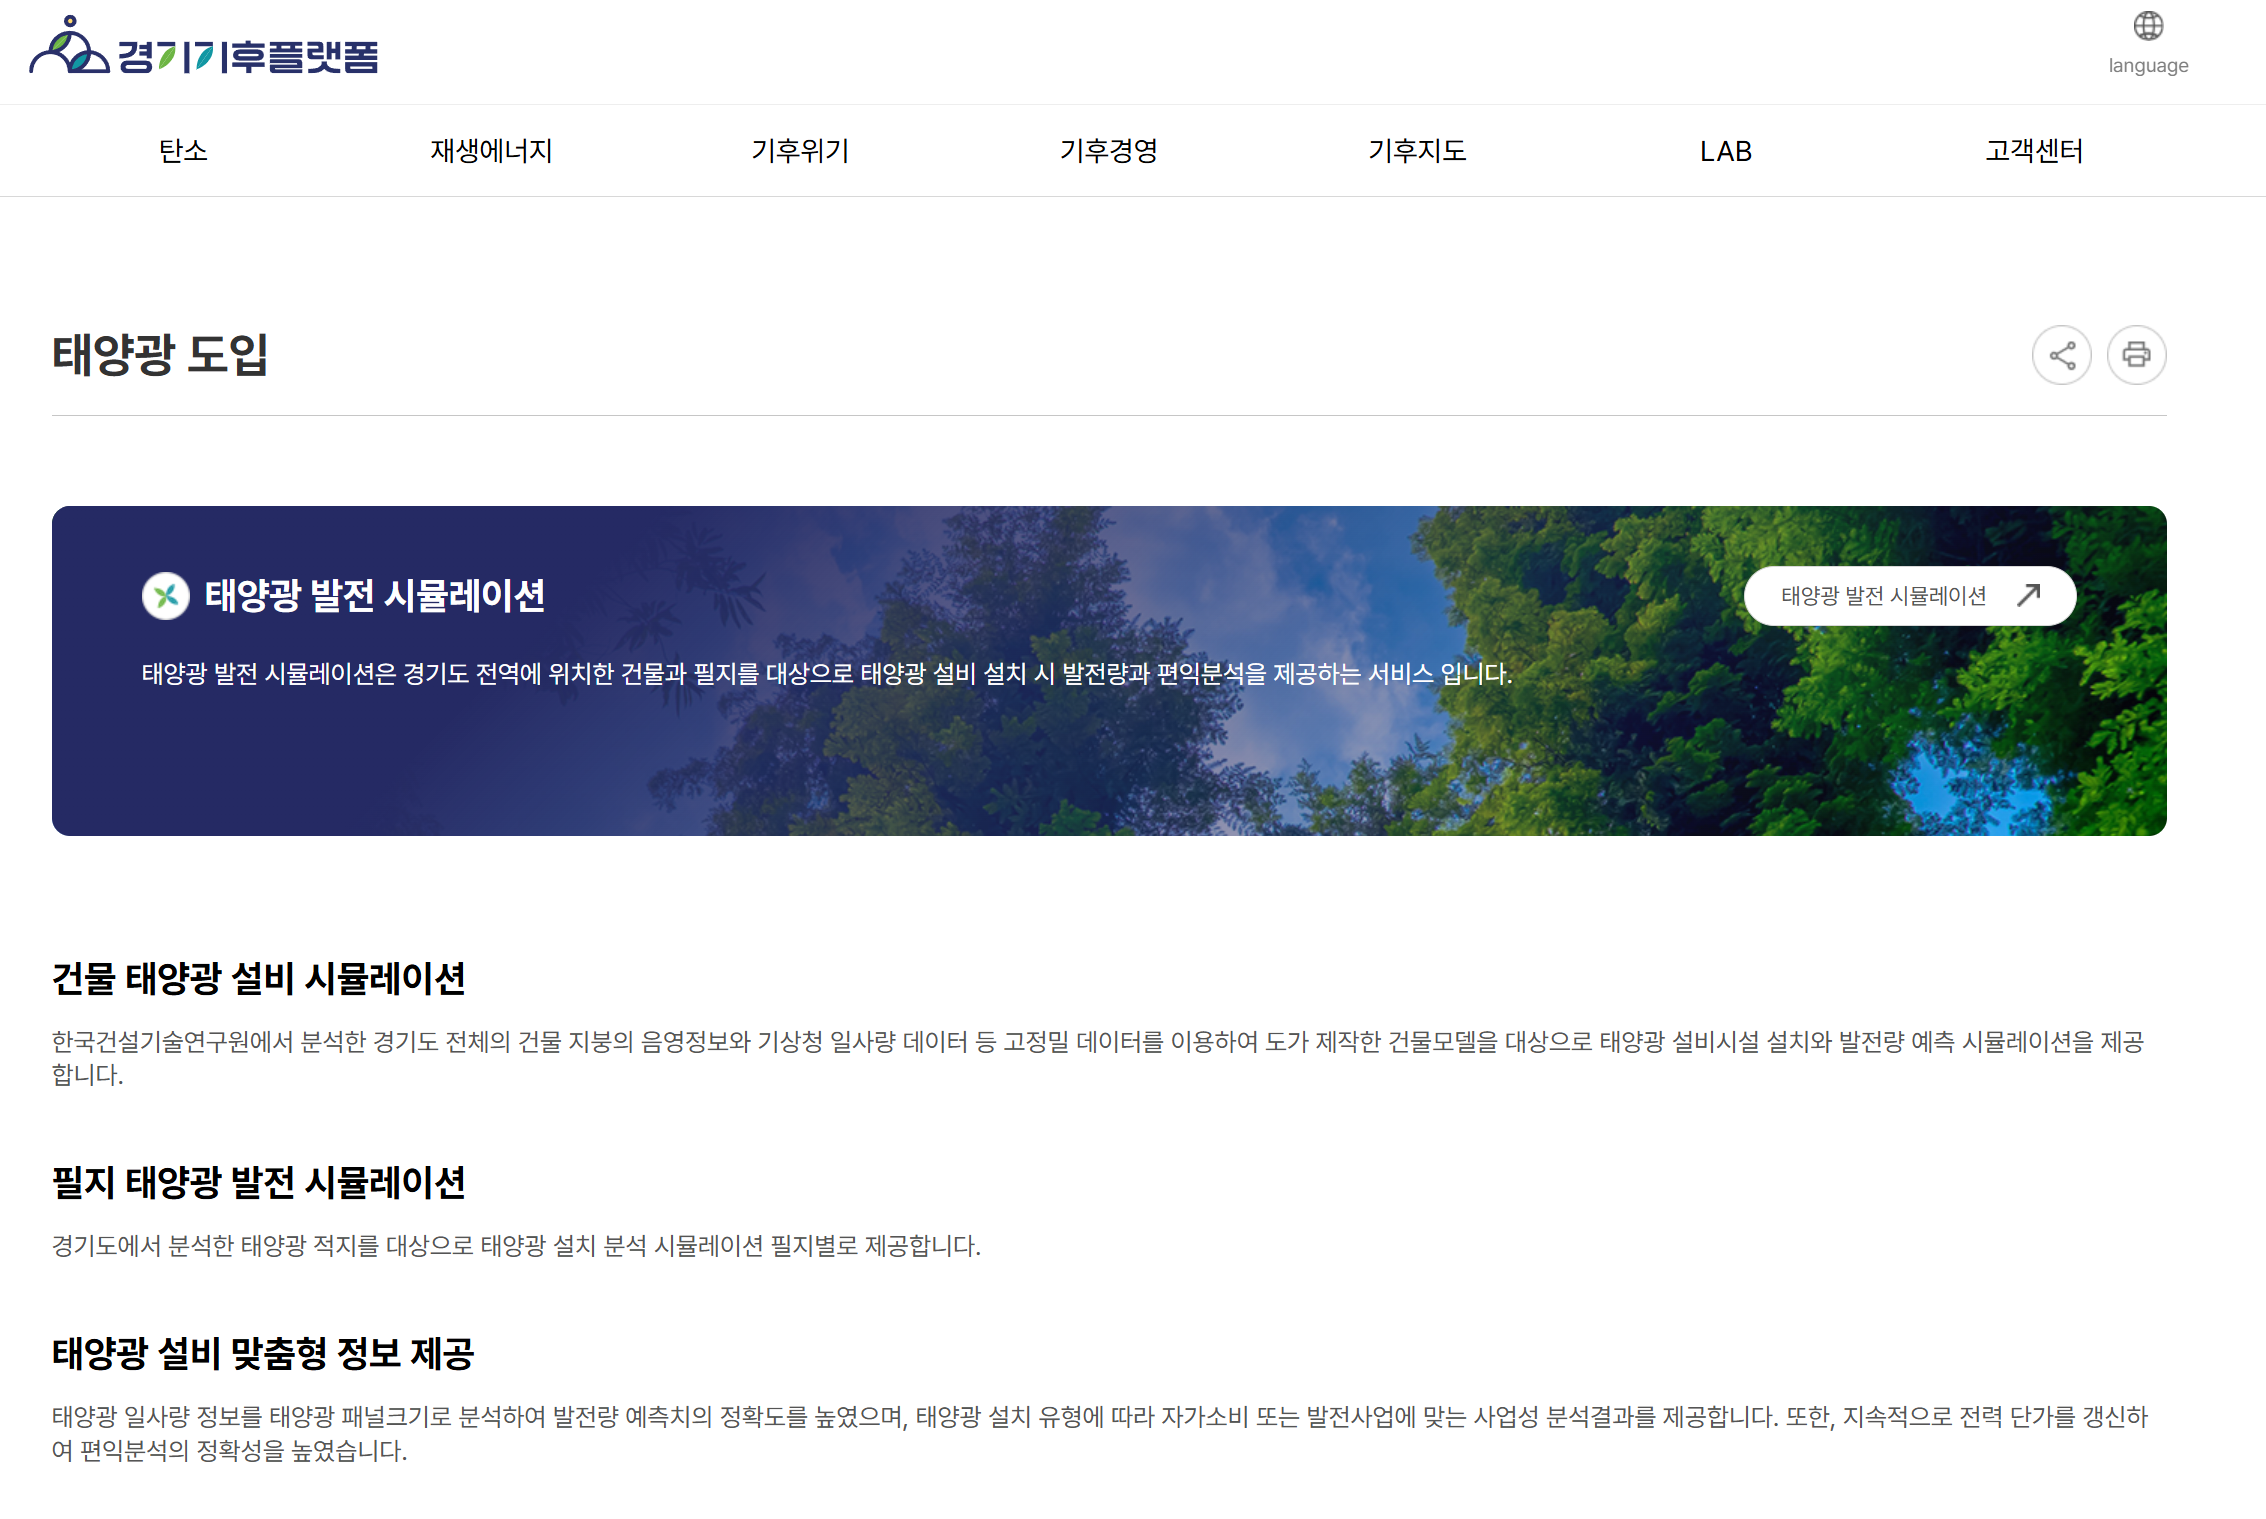 경기기후플랫폼
language
탄소 재생에너지 기후위기 기후경영 기후지도 LAB 고객센터
태양광 도입
태양광 발전 시뮬레이션
태양광 발전 시뮬레이션
태양광 발전 시뮬레이션은 경기도 전역에 위치한 건물과 필지를 대상으로 태양광 설비 설치 시 발전량과 편익분석을 제공하는 서비스 입니다.
건물 태양광 설비 시뮬레이션
한국건설기술연구원에서 분석한 경기도 전체의 건물 지붕의 음영정보와 기상청 일사량 데이터 등 고정밀 데이터를 이용하여 도가 제작한 건물모델을 대상으로 태양광 설비시설 설치와 발전량 예측 시뮬레이션을 제공
합니다.
필지 태양광 발전 시뮬레이션
경기도에서 분석한 태양광 적지를 대상으로 태양광 설치 분석 시뮬레이션 필지별로 제공합니다.
태양광 설비 맞춤형 정보 제공
태양광 일사량 정보를 태양광 패널크기로 분석하여 발전량 예측치의 정확도를 높였으며, 태양광 설치 유형에 따라 자가소비 또는 발전사업에 맞는 사업성 분석결과를 제공합니다. 또한, 지속적으로 전력 단가를 갱신하
여 편익분석의 정확성을 높였습니다.